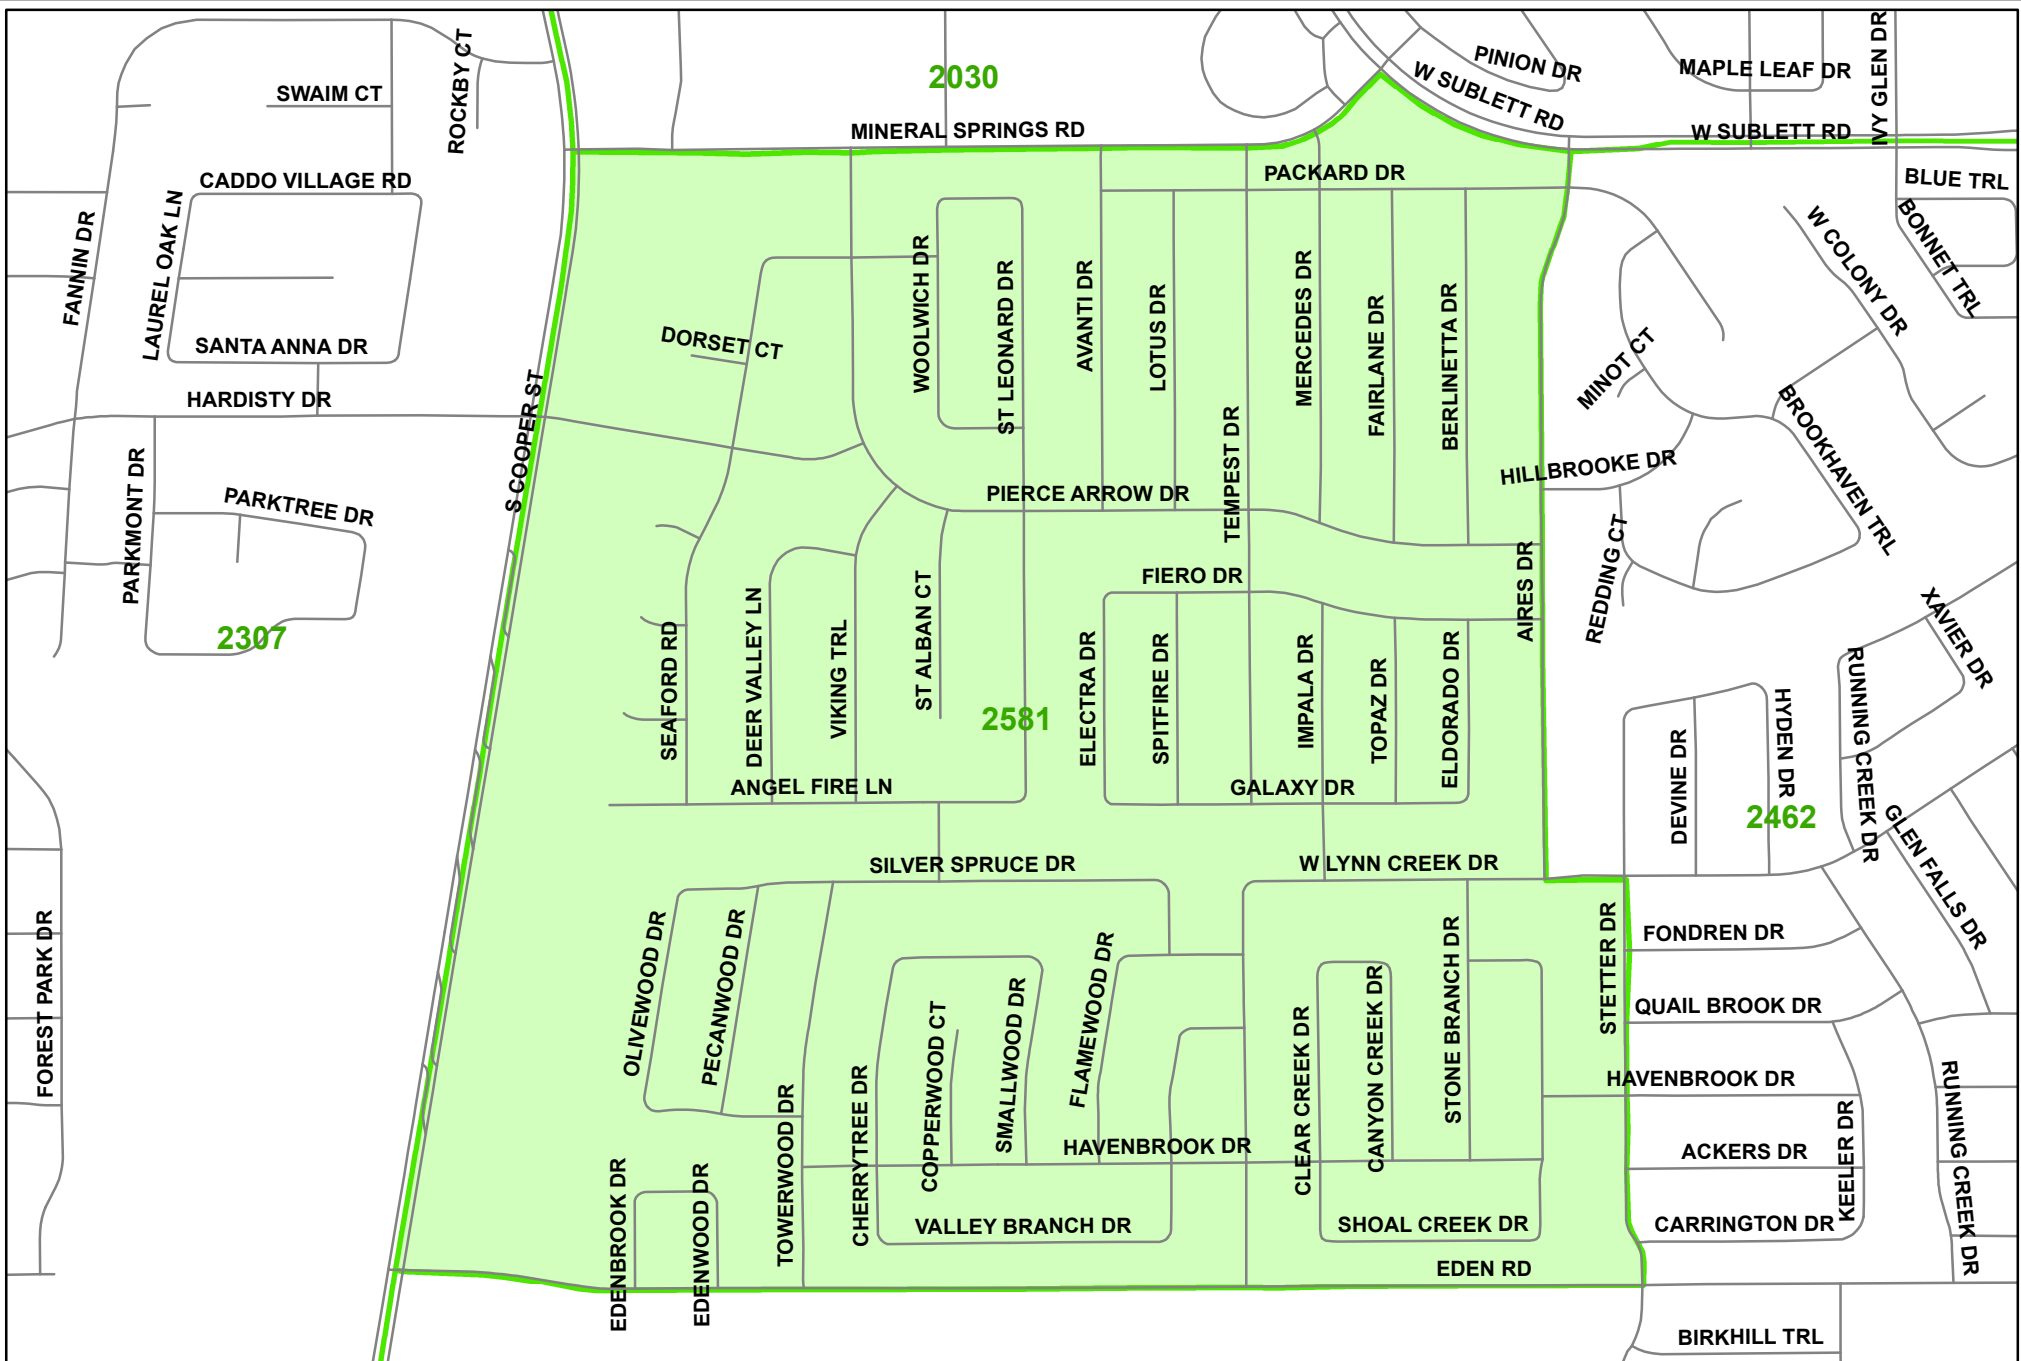 SWAIM CT
ROCKBY CT
2030
MINERAL SPRINGS RD
PINION DR
W SUBLETT RD
MAPLE LEAF DR
IVY GLEN DR
W SUBLETT RD
CADDO VILLAGE RD
LAUREL OAK LN
FANNIN DR
SANTA ANNA DR
HARDISTY DR
PACKARD DR
BLUE TRL
BONNET TRL
W COLONY DR
WOOLWICH DR
ST LEONARD DR
AVANTI DR
LOTUS DR
MERCEDES DR
FAIRLANE DR
BERLINETTA DR
DORSET CT
MINOT CT
S COOPER ST
TEMPEST DR
BROOKHAVEN TRL
HILLBROOKE DR
PARKMONT DR
PARKTREE DR
PIERCE ARROW DR
REDDING CT
AIRES DR
FIERO DR
2307
SEAFORD RD
DEER VALLEY LN
VIKING TRL
ST ALBAN CT
2581
ELECTRA DR
SPITFIRE DR
IMPALA DR
TOPAZ DR
ELDORADO DR
XAVIER DR
RUNNING CREEK DR
HYDEN DR
DEVINE DR
2462
ANGEL FIRE LN
GALAXY DR
GLEN FALLS DR
SILVER SPRUCE DR
W LYNN CREEK DR
FOREST PARK DR
OLIVEWOOD DR
PECANWOOD DR
STETTER DR
FONDREN DR
QUAIL BROOK DR
HAVENBROOK DR
COPPERWOOD CT
SMALLWOOD DR
FLAMEWOOD DR
CLEAR CREEK DR
CANYON CREEK DR
STONE BRANCH DR
TOWERWOOD DR
CHERRYTREE DR
HAVENBROOK DR
ACKERS DR
KEELER DR
RUNNING CREEK DR
EDENBROOK DR
EDENWOOD DR
VALLEY BRANCH DR
SHOAL CREEK DR
CARRINGTON DR
EDEN RD
BIRKHILL TRL